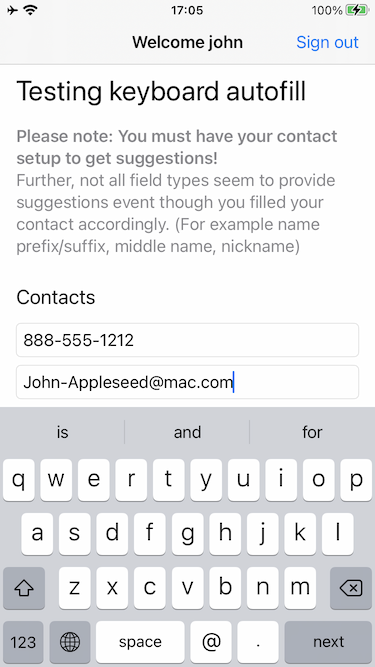 17:05 100%
Welcome john Sign out
Testing keyboard autofill
Please note: You must have your contact
setup to get suggestions!
Further, not all field types seem to provide
suggestions event though you filled your
contact accordingly. (For example name
prefix/suffix, middle name, nickname)
Contacts
888-555-1212
John-Appleseed@mac.com
is and for
q w e r t y u i o p
a s d f g h j k l
z x c v b n m
123 space @ . next